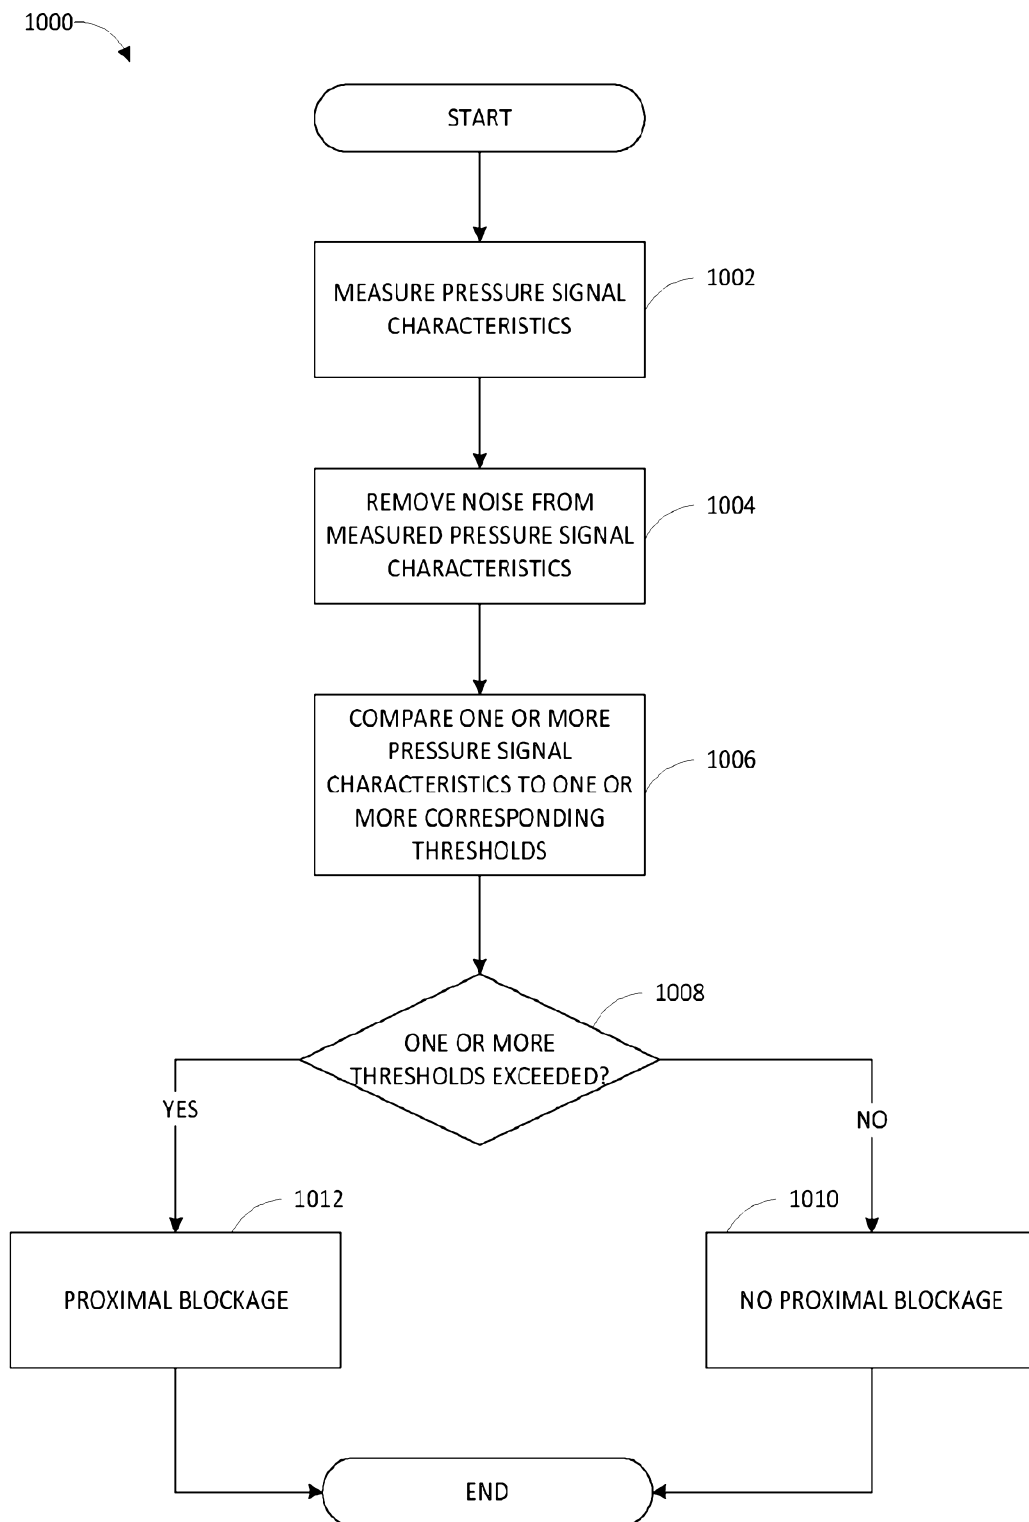 1000
START
MEASURE PRESSURE SIGNAL
CHARACTERISTICS
1002
REMOVE NOISE FROM
MEASURED PRESSURE SIGNAL
CHARACTERISTICS
1004
COMPARE ONE OR MORE
PRESSURE SIGNAL
CHARACTERISTICS TO ONE OR
MORE CORRESPONDING
THRESHOLDS
1006
ONE OR MORE
THRESHOLDS EXCEEDED?
1008
YES
NO
1012
PROXIMAL BLOCKAGE
1010
NO PROXIMAL BLOCKAGE
END